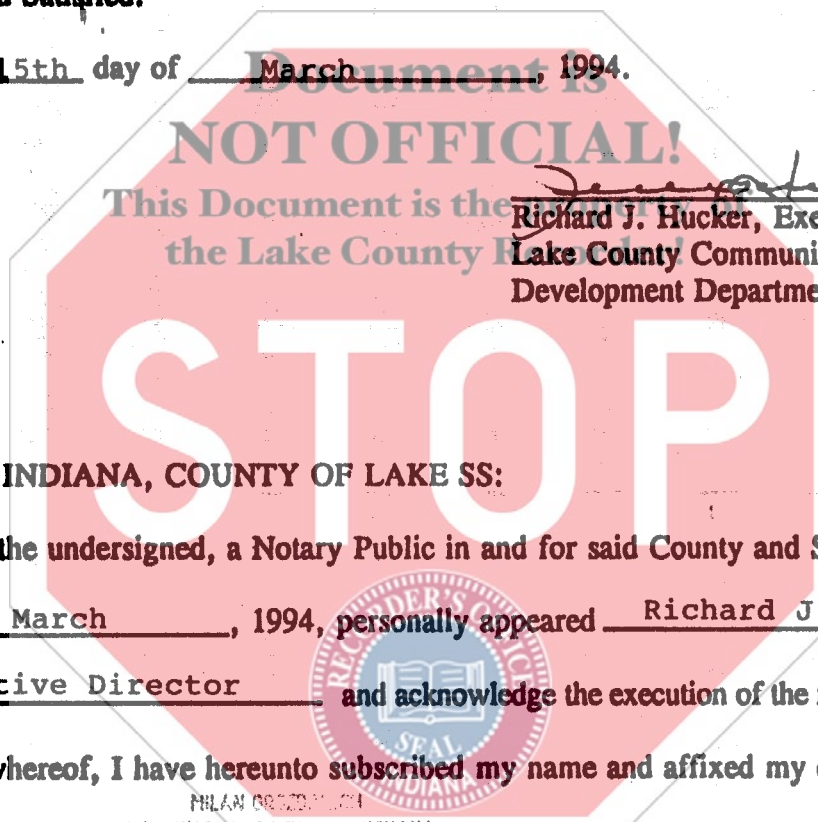 15th day of March, 1994.
Document is
NOT OFFICIAL!
This Document is the property of
the Lake County Recorder!
Richard J. Hucker, Exe
Lake County Communi
Development Departme
STOP
INDIANA, COUNTY OF LAKE SS:
the undersigned, a Notary Public in and for said County and S
March, 1994, personally appeared Richard J
tive Director and acknowledge the execution of the
whereof, I have hereunto subscribed my name and affixed my
RECORDER'S OFFICE
SEAL
INDIANA
MILAN